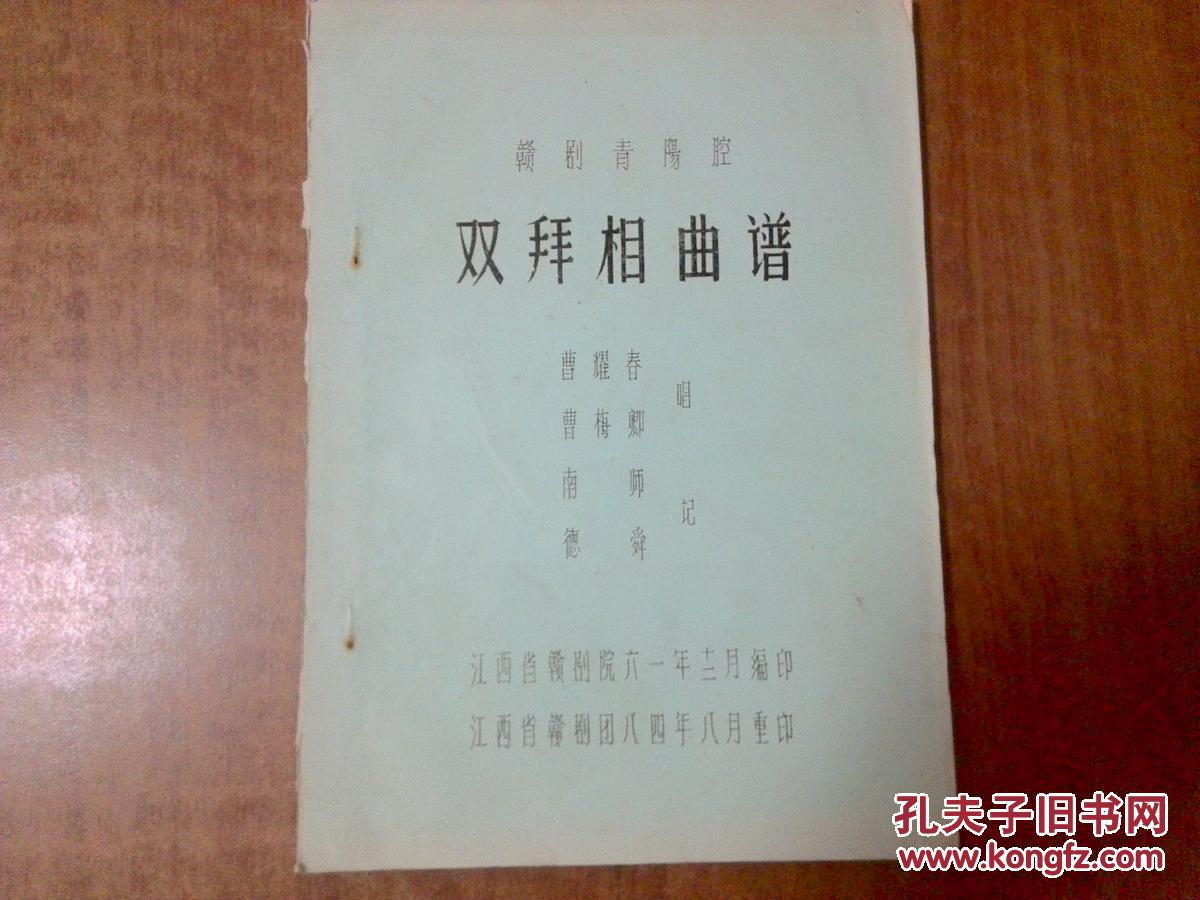 赣剧青陽腔
双拜相曲谱
曹耀春
曹梅卿
唱
南师
德舜
记
江西省赣剧院六一年十二月编印
江西省赣剧团八四年八月重印
孔夫子旧书网
www.kongfz.com